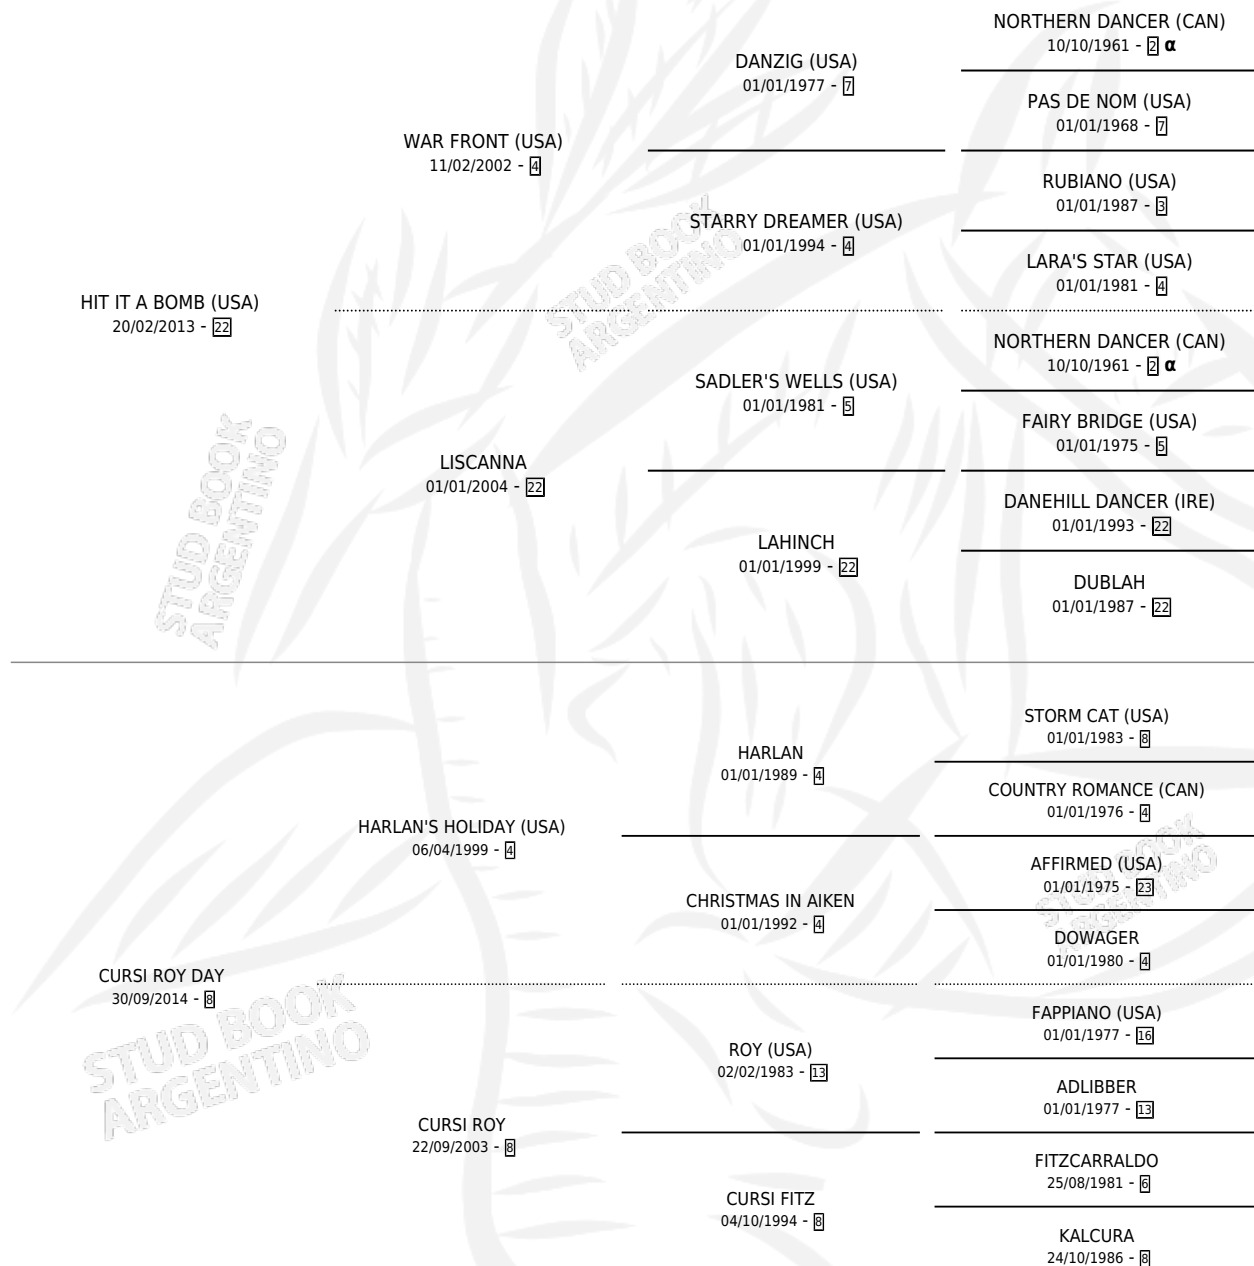 NORTHERN DANCER (CAN)
10/10/1961 - 2 α
DANZIG (USA)
01/01/1977 - 7
PAS DE NOM (USA)
01/01/1968 - 7
WAR FRONT (USA)
11/02/2002 - 4
RUBIANO (USA)
01/01/1987 - 3
STARRY DREAMER (USA)
01/01/1994 - 4
LARA'S STAR (USA)
01/01/1981 - 4
HIT IT A BOMB (USA)
20/02/2013 - 22
NORTHERN DANCER (CAN)
10/10/1961 - 2 α
SADLER'S WELLS (USA)
01/01/1981 - 5
FAIRY BRIDGE (USA)
01/01/1975 - 5
LISCANNA
01/01/2004 - 22
DANEHILL DANCER (IRE)
01/01/1993 - 22
LAHINCH
01/01/1999 - 22
DUBLAH
01/01/1987 - 22
STORM CAT (USA)
01/01/1983 - 8
HARLAN
01/01/1989 - 4
COUNTRY ROMANCE (CAN)
01/01/1976 - 4
HARLAN'S HOLIDAY (USA)
06/04/1999 - 4
AFFIRMED (USA)
01/01/1975 - 23
CHRISTMAS IN AIKEN
01/01/1992 - 4
DOWAGER
01/01/1980 - 4
CURSI ROY DAY
30/09/2014 - 8
FAPPIANO (USA)
01/01/1977 - 16
ROY (USA)
02/02/1983 - 13
ADLIBBER
01/01/1977 - 13
CURSI ROY
22/09/2003 - 8
FITZCARRALDO
25/08/1981 - 6
CURSI FITZ
04/10/1994 - 8
KALCURA
24/10/1986 - 8
STUD BOOK
ARGENTINO
STUD BOOK
ARGENTINO
STUD BOOK
ARGENTINO
STUD BOOK
ARGENTINO